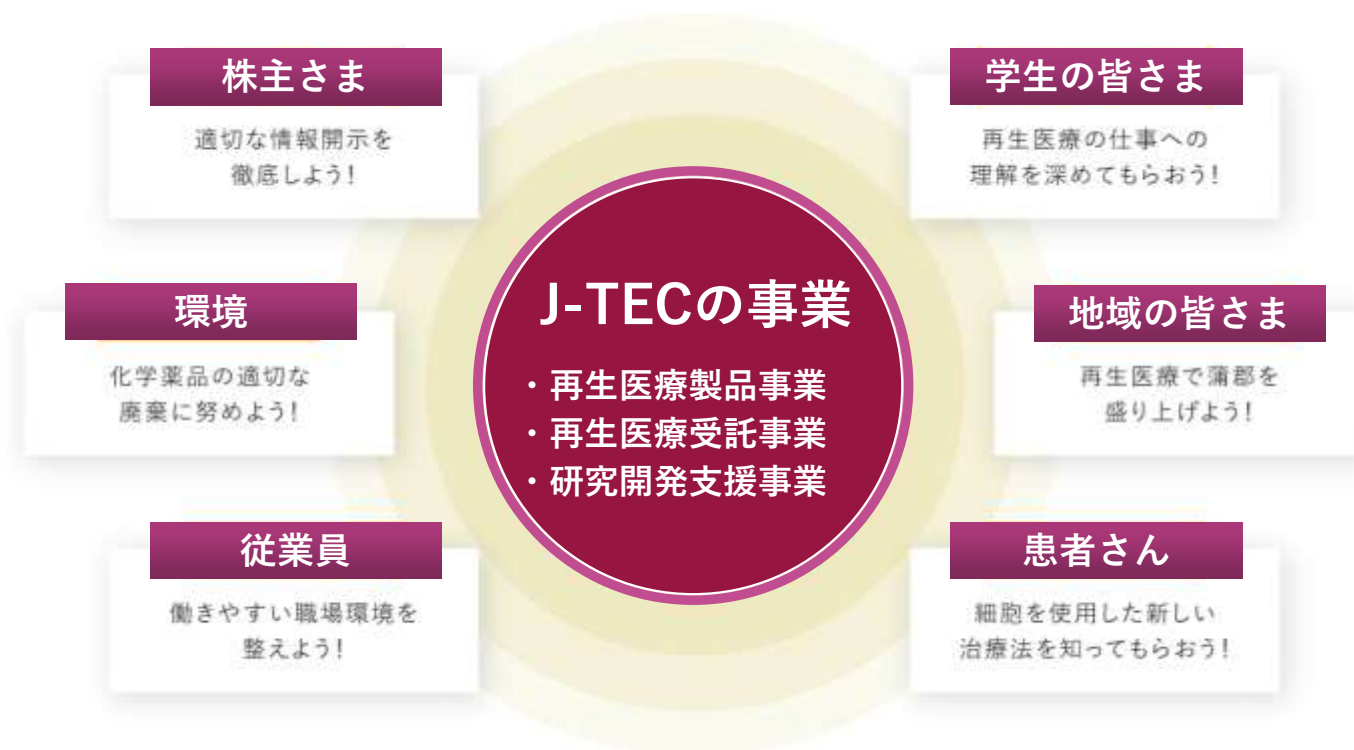 株主さま
適切な情報開示を
徹底しよう！
学生の皆さま
再生医療の仕事への
理解を深めてもらおう！
環境
化学薬品の適切な
廃棄に努めよう！
J-TECの事業
・再生医療製品事業
・再生医療受託事業
・研究開発支援事業
地域の皆さま
再生医療で蒲郡を
盛り上げよう！
従業員
働きやすい職場環境を
整えよう！
患者さん
細胞を使用した新しい
治療法を知ってもらおう！